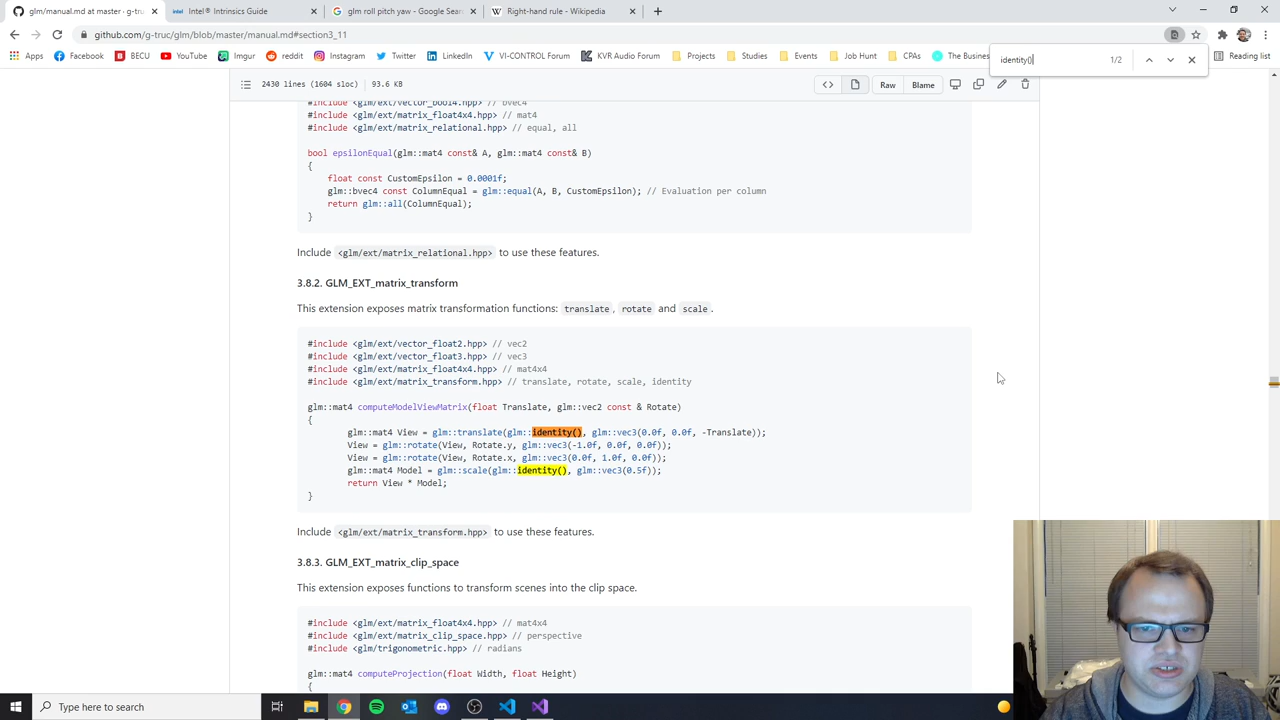 glm/manual.md at master · g-truc
Intel® Intrinsics Guide
glm roll pitch yaw - Google Sear
Right-hand rule - Wikipedia
github.com/g-truc/glm/blob/master/manual.md#section3_11
Apps
BECU
YouTube
Imgur
reddit
Instagram
Twitter
LinkedIn
VI-CONTROL Forum
KVR Audio Forum
Projects
Studies
Events
Job Hunt
CPAs
The Business
Reading list
identity()
1/2
2430 lines (1604 sloc) 93.6 KB
Raw
Blame
#include <glm/ext/vector_bool4.hpp> // bvec4
#include <glm/ext/matrix_float4x4.hpp> // mat4
#include <glm/ext/matrix_relational.hpp> // equal, all
bool epsilonEqual(glm::mat4 const& A, glm::mat4 const& B)
{
float const CustomEpsilon = 0.0001f;
glm::bvec4 const ColumnEqual = glm::equal(A, B, CustomEpsilon); // Evaluation per column
return glm::all(ColumnEqual);
}
Include <glm/ext/matrix_relational.hpp> to use these features.
3.8.2. GLM_EXT_matrix_transform
This extension exposes matrix transformation functions: translate, rotate and scale.
#include <glm/ext/vector_float2.hpp> // vec2
#include <glm/ext/vector_float3.hpp> // vec3
#include <glm/ext/matrix_float4x4.hpp> // mat4x4
#include <glm/ext/matrix_transform.hpp> // translate, rotate, scale, identity
glm::mat4 computeModelViewMatrix(float Translate, glm::vec2 const & Rotate)
{
glm::mat4 View = glm::translate(glm::identity(), glm::vec3(0.0f, 0.0f, -Translate));
View = glm::rotate(View, Rotate.y, glm::vec3(-1.0f, 0.0f, 0.0f));
View = glm::rotate(View, Rotate.x, glm::vec3(0.0f, 1.0f, 0.0f));
glm::mat4 Model = glm::scale(glm::identity(), glm::vec3(0.5f));
return View * Model;
}
Include <glm/ext/matrix_transform.hpp> to use these features.
3.8.3. GLM_EXT_matrix_clip_space
This extension exposes functions to transform scenes into the clip space.
#include <glm/ext/matrix_float4x4.hpp> // mat4x4
#include <glm/ext/matrix_clip_space.hpp> // perspective
#include <glm/trigonometric.hpp> // radians
glm::mat4 computeProjection(float Width, float Height)
{
Type here to search